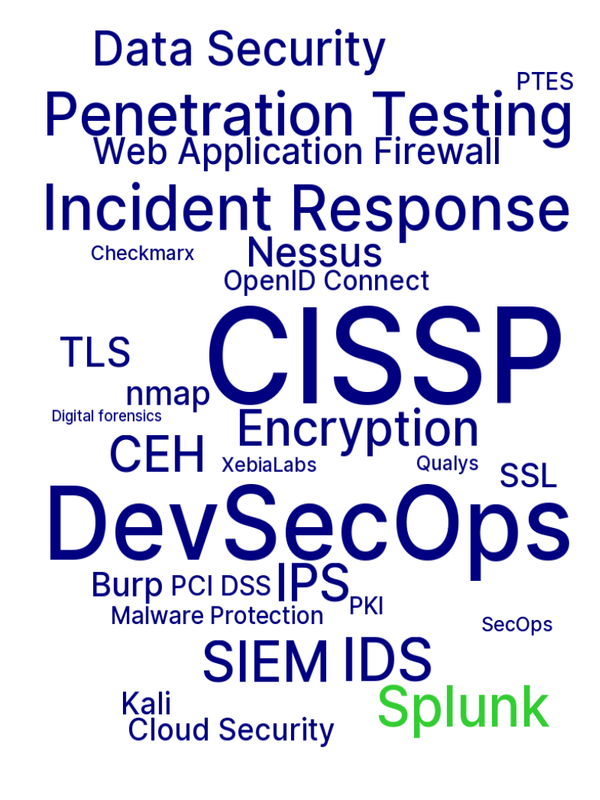 Data Security
PTES
Penetration Testing
Web Application Firewall
Incident Response
Checkmarx Nessus
OpenID Connect
CISSP
TLS
nmap
Digital forensics
Encryption
CEH XebiaLabs Qualys SSL
DevSecOps
Burp PCI DSS IPS
Malware Protection PKI
SecOps
SIEM IDS
Kali Splunk
Cloud Security